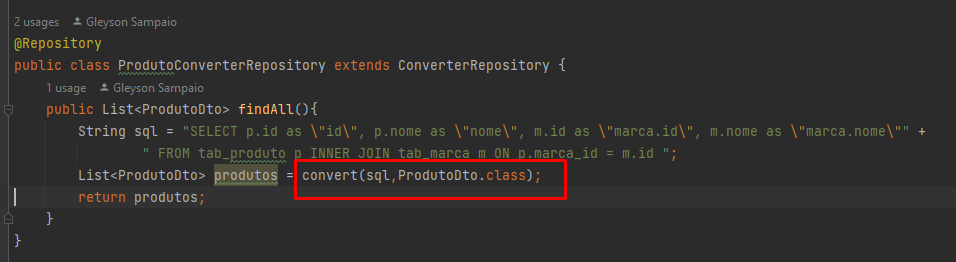 2 usages Gleyson Sampaio
@Repository
public class ProdutoConverterRepository extends ConverterRepository {
1 usage Gleyson Sampaio
public List<ProdutoDto> findAll(){
String sql = "SELECT p.id as \"id\", p.nome as \"nome\", m.id as \"marca.id\", m.nome as \"marca.nome\"" +
" FROM tab_produto p INNER JOIN tab_marca m ON p.marca_id = m.id ";
List<ProdutoDto> produtos = convert(sql,ProdutoDto.class);
return produtos;
}
}